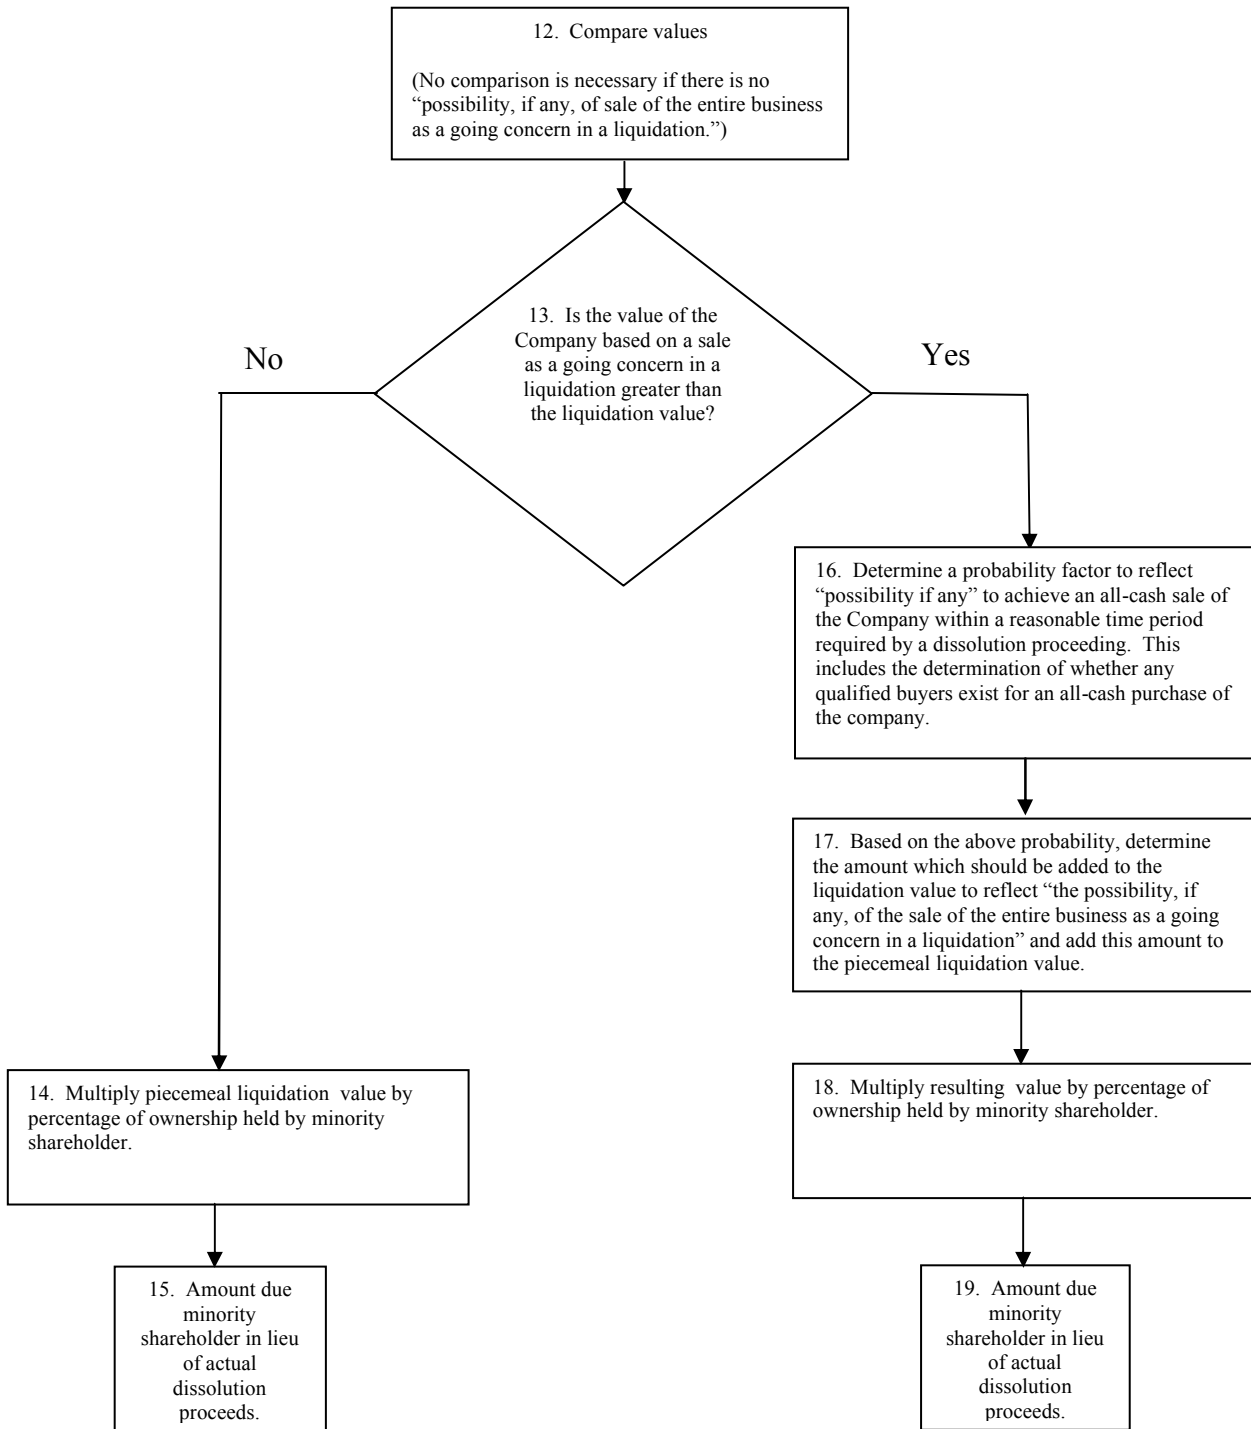 12. Compare values
(No comparison is necessary if there is no
“possibility, if any, of sale of the entire business
as a going concern in a liquidation.”)
13. Is the value of the
Company based on a sale
as a going concern in a
liquidation greater than
the liquidation value?
No
Yes
16. Determine a probability factor to reflect
“possibility if any” to achieve an all-cash sale of
the Company within a reasonable time period
required by a dissolution proceeding. This
includes the determination of whether any
qualified buyers exist for an all-cash purchase of
the company.
17. Based on the above probability, determine
the amount which should be added to the
liquidation value to reflect “the possibility, if
any, of the sale of the entire business as a going
concern in a liquidation” and add this amount to
the piecemeal liquidation value.
14. Multiply piecemeal liquidation value by
percentage of ownership held by minority
shareholder.
18. Multiply resulting value by percentage of
ownership held by minority shareholder.
15. Amount due
minority
shareholder in lieu
of actual
dissolution
proceeds.
19. Amount due
minority
shareholder in lieu
of actual
dissolution
proceeds.